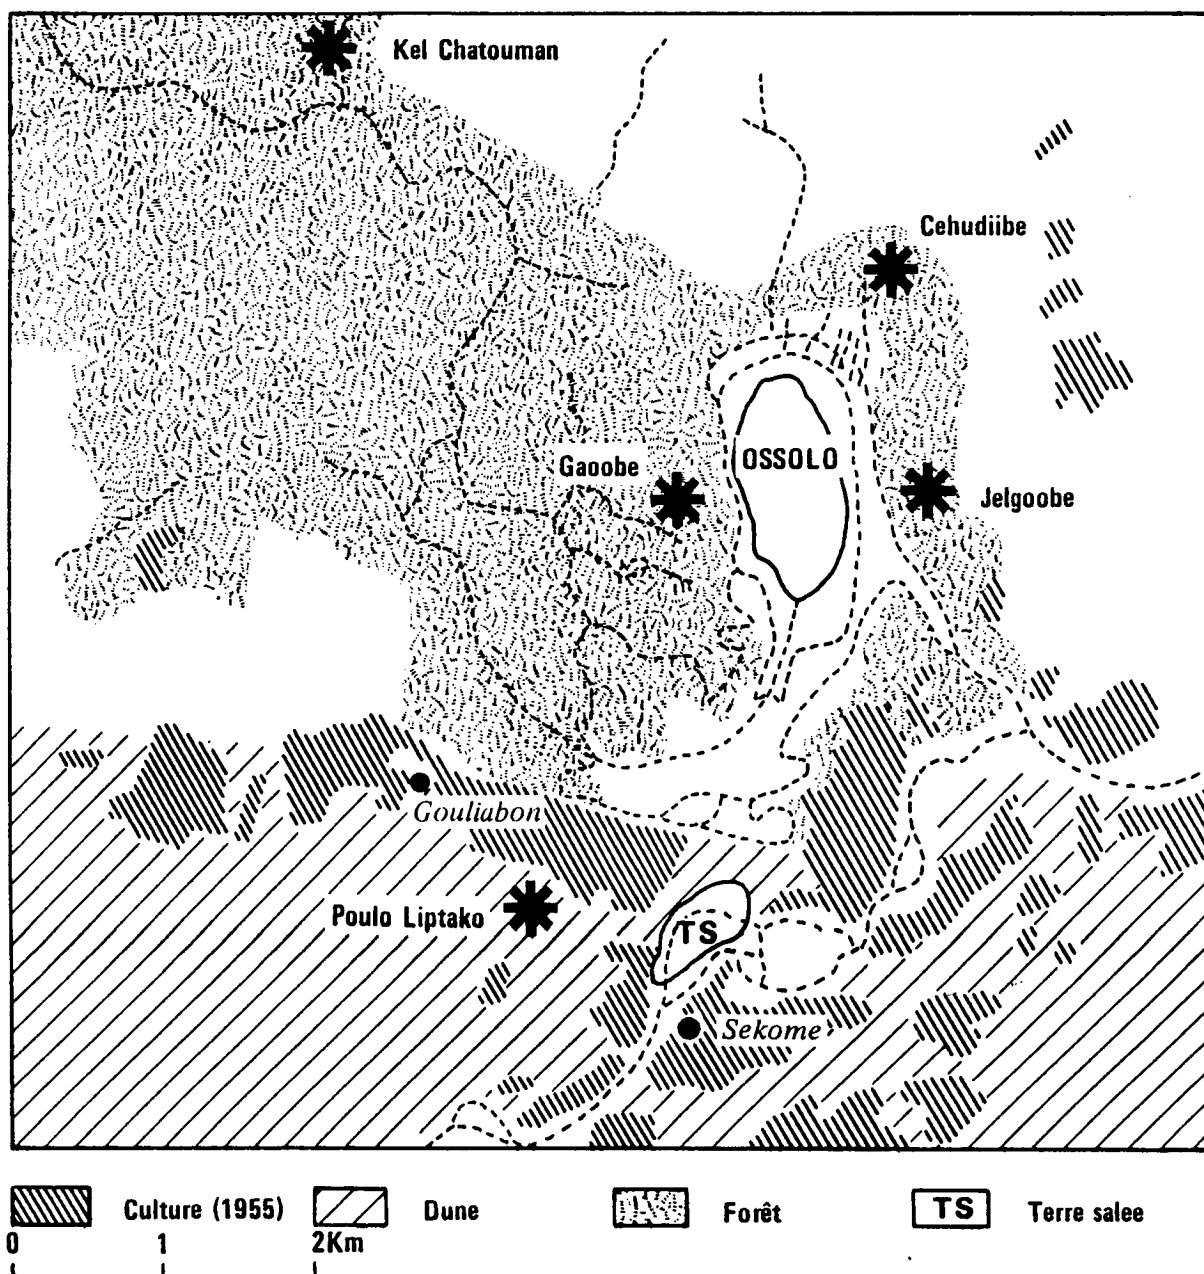 Kel Chatouman
Cehudiibe
Gaoobe
OSSOLO
Jelgoobe
Gouliabon
Poulo Liptako
TS
Sekome
Culture (1955)
Dune
Forêt
TS
Terre salee
0 1 2Km